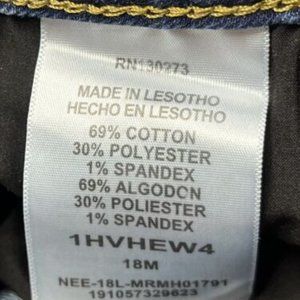 RN130273
MADE IN LESOTHO
HECHO EN LESOTHO
69% COTTON
30% POLYESTER
1% SPANDEX
69% ALGODON
30% POLIESTER
1% SPANDEX
1HVHEW4
18M
NEE-18L-MRMH01791
191057329623